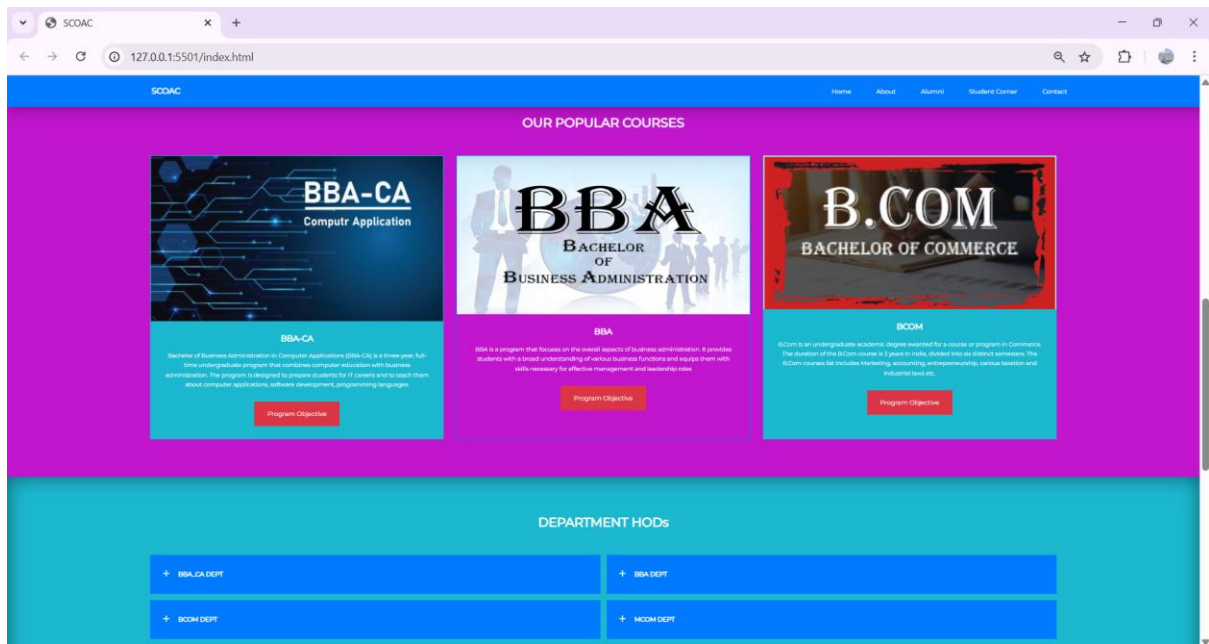 SCOAC
127.0.0.1:5501/index.html
SCOAC Home About Alumni Student Corner Contact
OUR POPULAR COURSES
BBA-CA
Computr Application
BBA-CA
Bachelor of Business Administration in Computer Applications (BBA-CA) is a three-year, full-
time undergraduate program that combines computer education with business
administration. The program is designed to prepare students for IT careers and to teach them
about computer applications, software development, programming languages.
Program Objective
BBA
BACHELOR
OF
BUSINESS ADMINISTRATION
BBA
BBA is a program that focuses on the overall aspects of business administration. It provides
students with a broad understanding of various business functions and equips them with
skills necessary for effective management and leadership roles
Program Objective
B.COM
BACHELOR OF COMMERCE
BCOM
B.Com is an undergraduate academic degree awarded for a course or program in Commerce.
The duration of the B.Com course is 3 years in India, divided into six distinct semesters. The
B.Com courses list includes Marketing, accounting, entrepreneurship, various taxation and
industrial laws etc.
Program Objective
DEPARTMENT HODs
+ BBA_CA DEPT
+ BBA DEPT
+ BCOM DEPT
+ MCOM DEPT